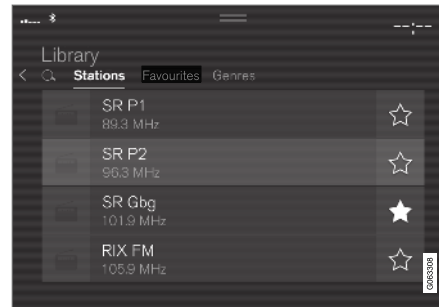 --:--
Library
Stations Favourites Genres
SR P1
89.3 MHz
SR P2
96.3 MHz
SR Gbg
101.9 MHz
RIX FM
105.9 MHz
G063308